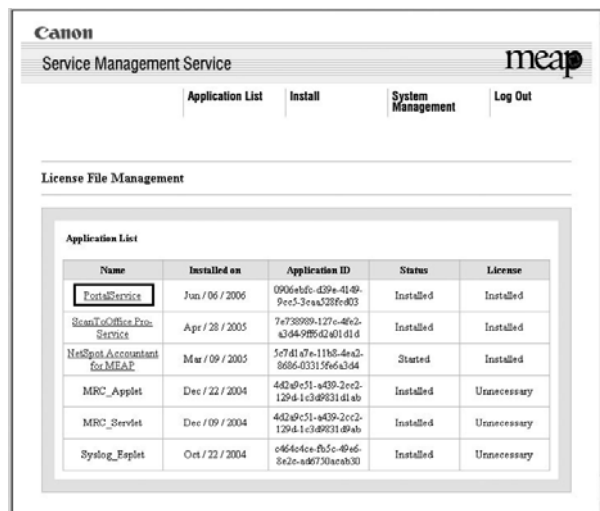 Canon
Service Management Service
meap
Application List Install System Management Log Out
License File Management
Application List
Name Installed on Application ID Status License
PortalService Jun / 06 / 2006 0906ebfc-d39e-4149-9cc5-3caa528fcd03 Installed Installed
ScanToOffice.Pro-Service Apr / 28 / 2005 7e738989-127c-4fe2-a3d4-9ff6d2a01d1d Installed Installed
NetSpot Accountant for MEAP Mar / 09 / 2005 5c7d1a7e-11b8-4ea2-8686-03315fe6a3d4 Started Installed
MRC_Applet Dec / 22 / 2004 4d2a9c51-a439-2cc2-129d-1c3d9831d1ab Installed Unnecessary
MRC_Servlet Dec / 09 / 2004 4d2a9c51-a439-2cc2-129d-1c3d9831d9ab Installed Unnecessary
Syslog_Esplet Oct / 22 / 2004 c464c4ce-fb5c-49e6-8e2c-ad6750acab30 Installed Unnecessary